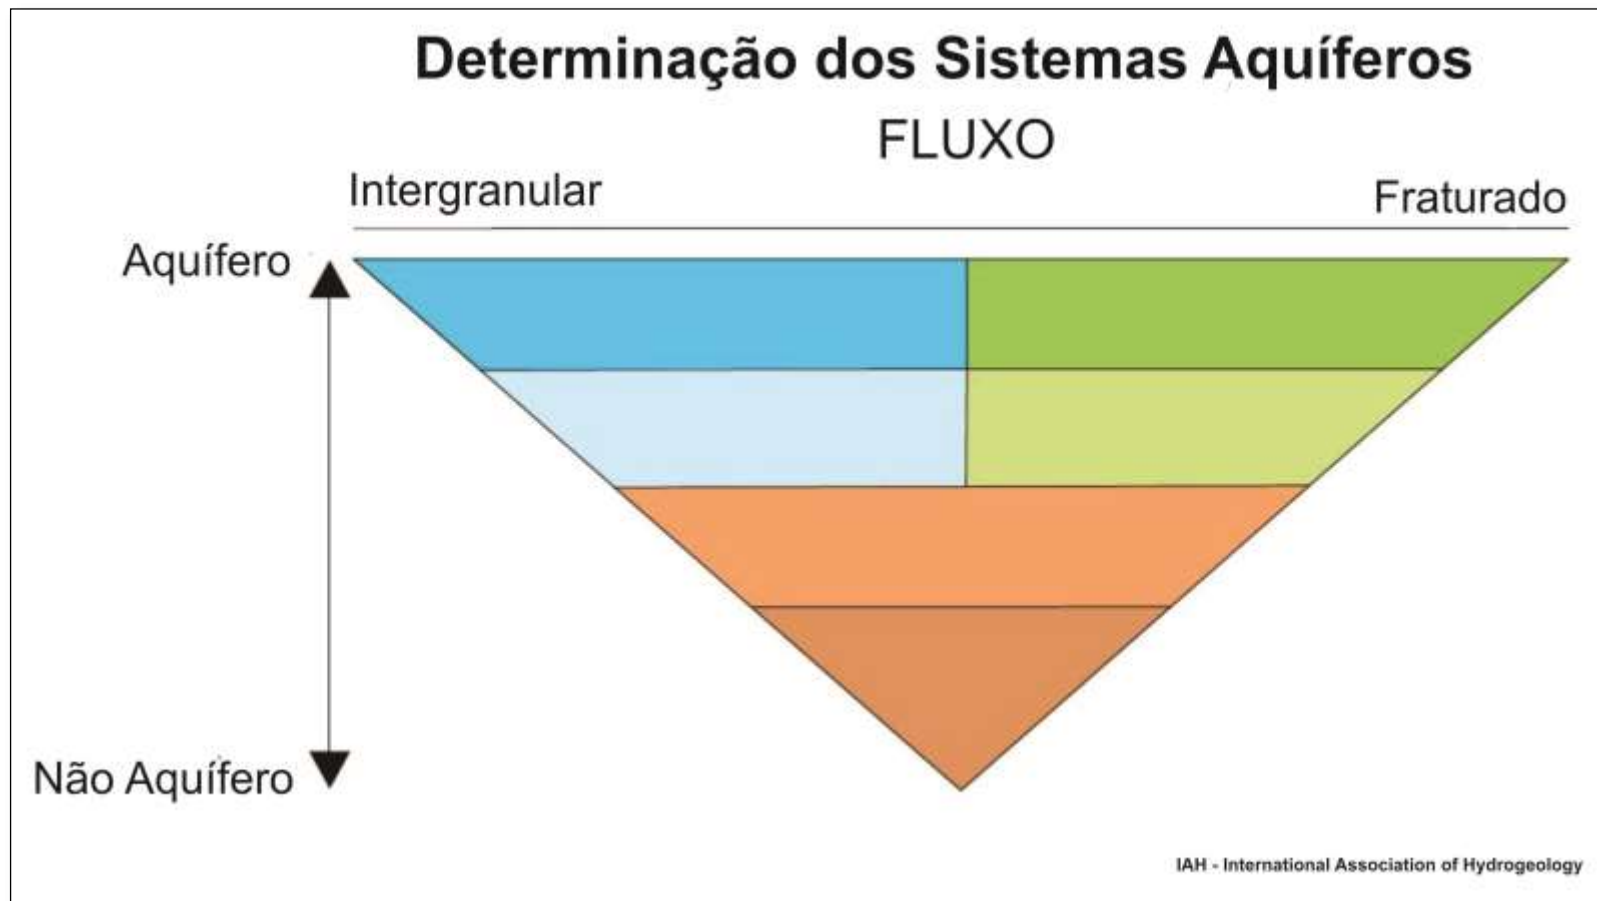 Determinação dos Sistemas Aquíferos
FLUXO
Intergranular
Fraturado
Aquífero
Não Aquífero
IAH - International Association of Hydrogeology